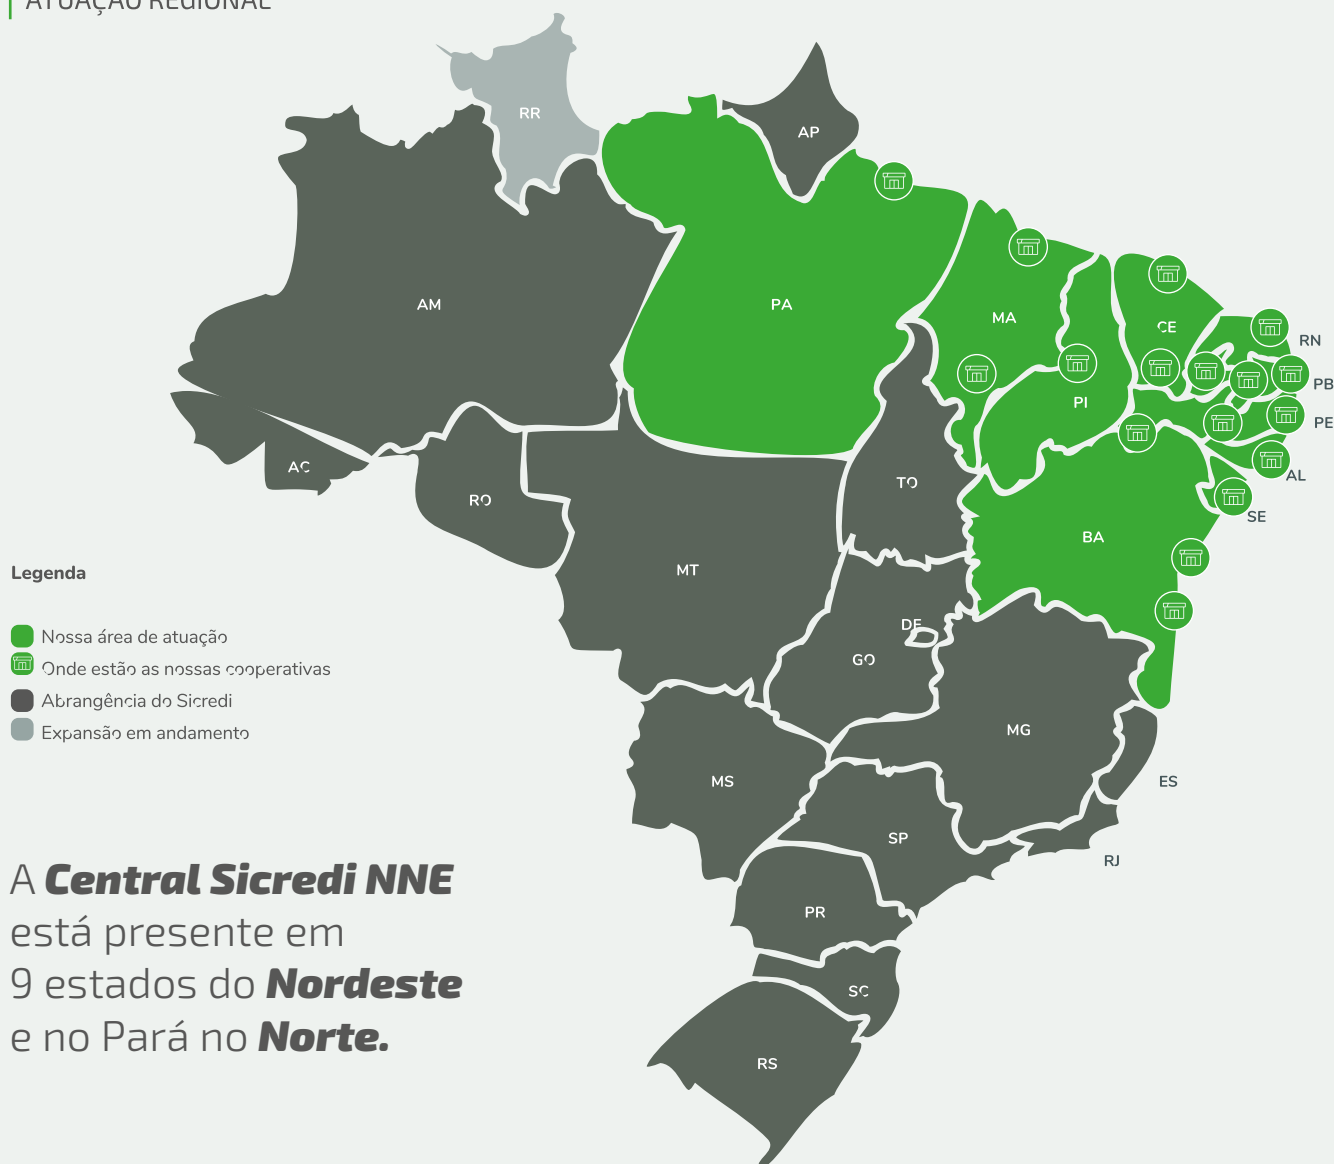 ATUAÇÃO REGIONAL
RR
AP
AM
PA
MA
CE
RN
PB
PI
PE
AC
RO
TO
AL
SE
BA
MT
Legenda
Nossa área de atuação
Onde estão as nossas cooperativas
Abrangência do Sicredi
Expansão em andamento
DF
GO
MG
MS
ES
SP
RJ
PR
SC
RS
A Central Sicredi NNE
está presente em
9 estados do Nordeste
e no Pará no Norte.